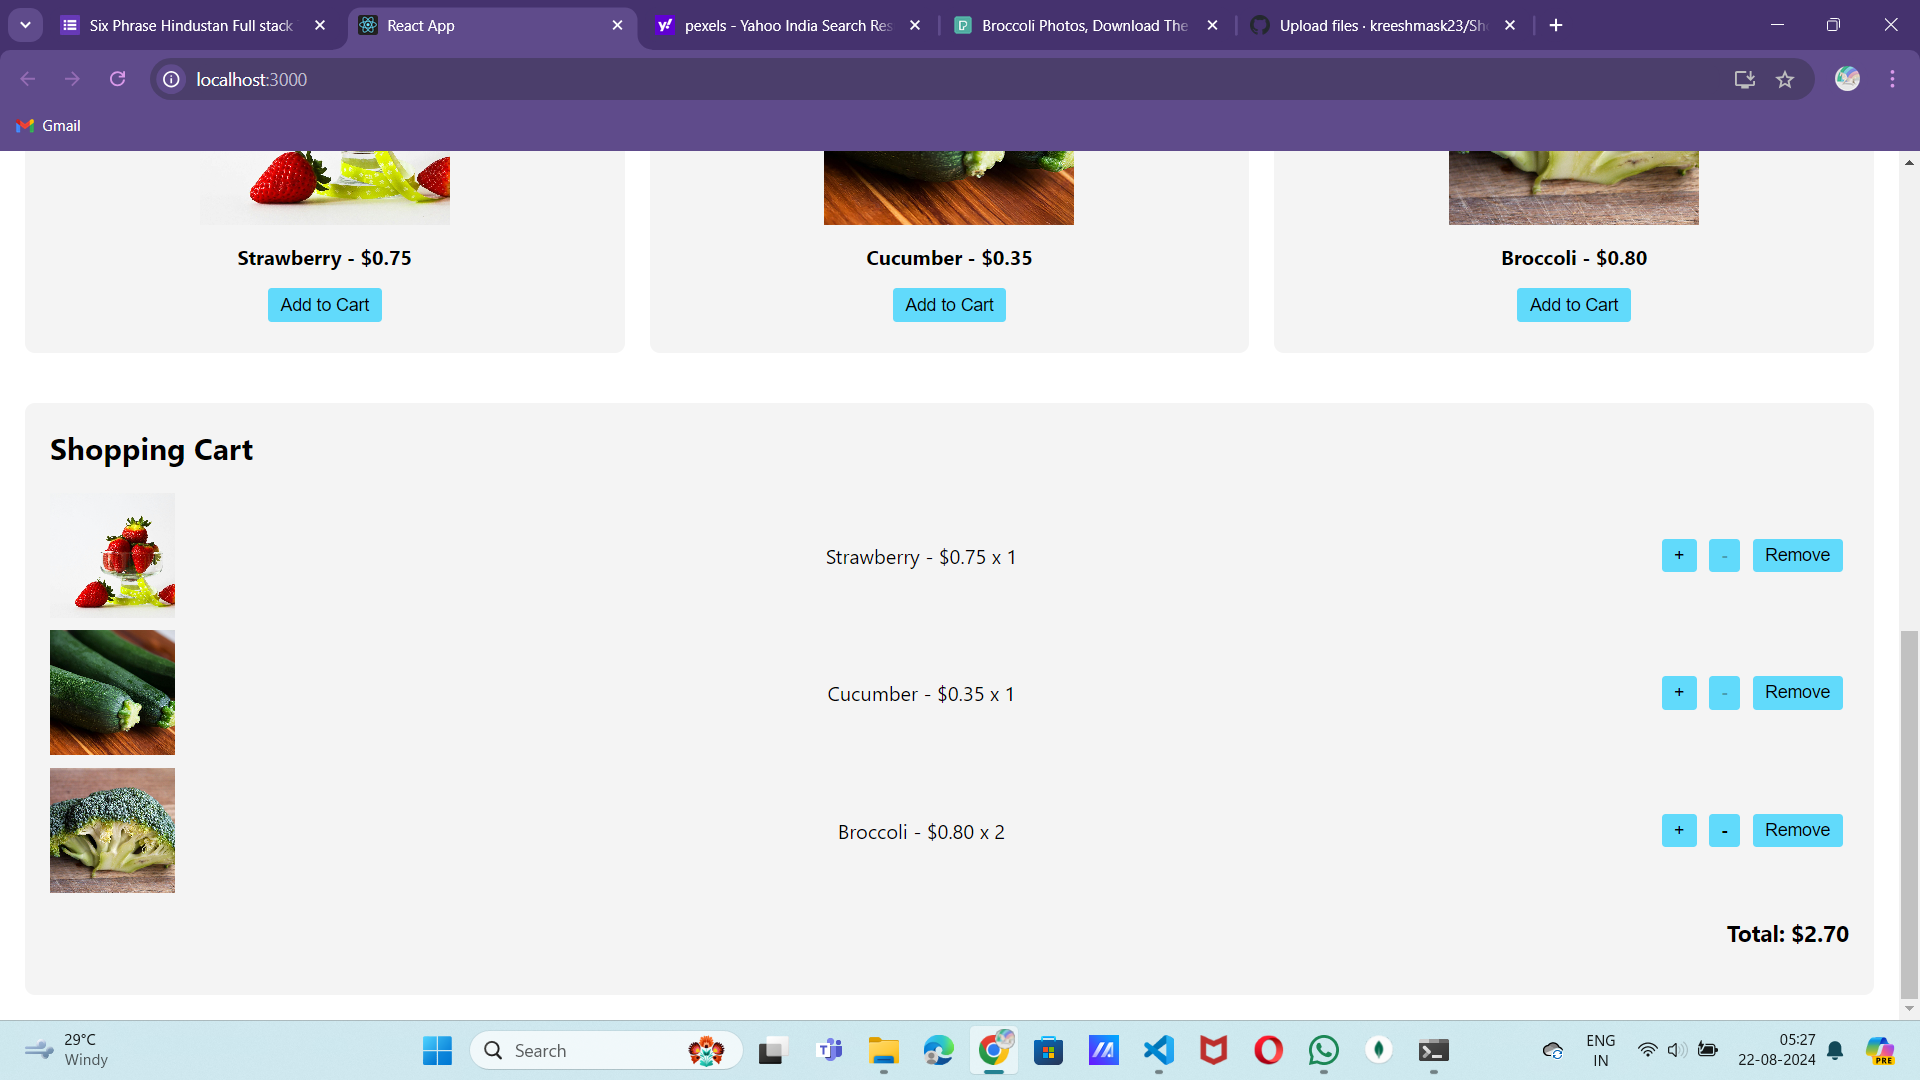 Six Phrase Hindustan Full stack
React App
pexels - Yahoo India Search Res
Broccoli Photos, Download The
Upload files · kreeshmask23/Sh
localhost:3000
Gmail
Strawberry - $0.75
Cucumber - $0.35
Broccoli - $0.80
Add to Cart
Add to Cart
Add to Cart
Shopping Cart
Strawberry - $0.75 x 1
+
-
Remove
Cucumber - $0.35 x 1
+
-
Remove
Broccoli - $0.80 x 2
+
-
Remove
Total: $2.70
29°C
Windy
Search
ENG
IN
05:27
22-08-2024
PRE